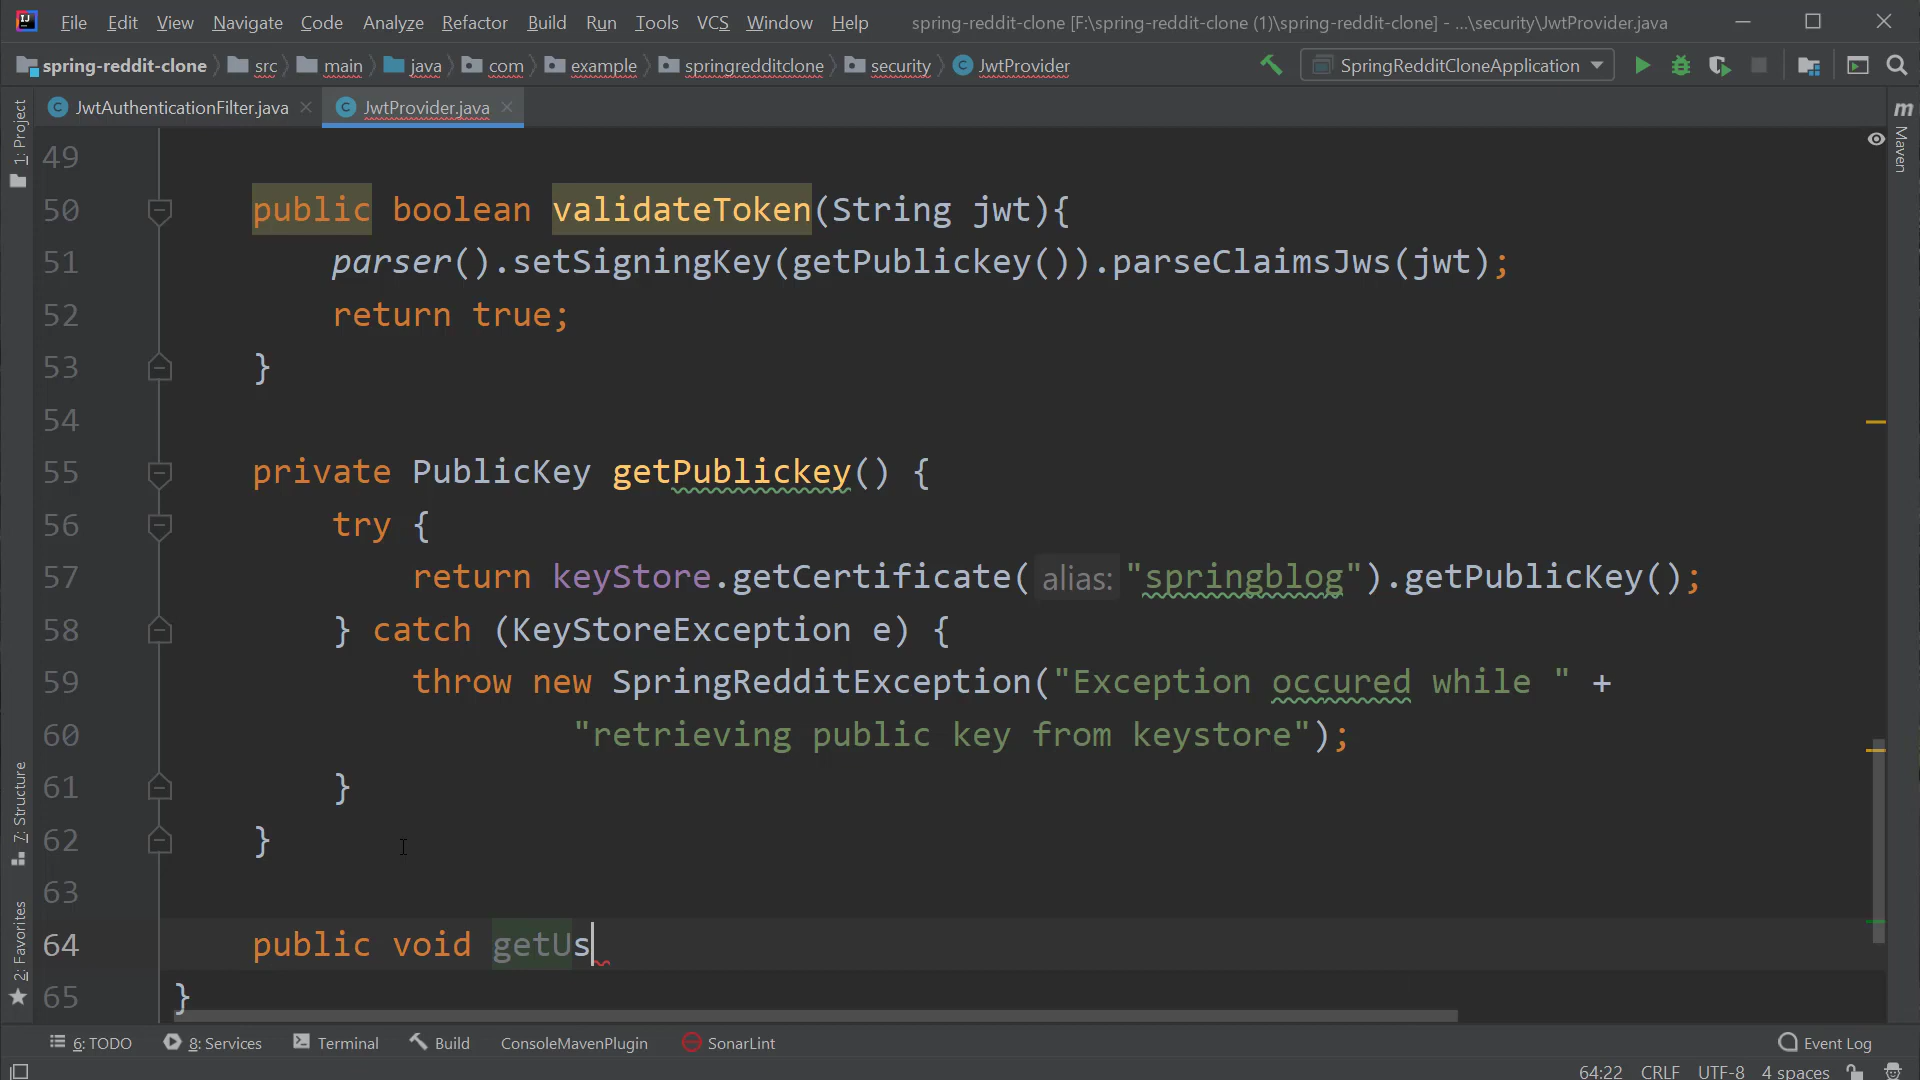 File Edit View Navigate Code Analyze Refactor Build Run Tools VCS Window Help spring-reddit-clone [F:\spring-reddit-clone (1)\spring-reddit-clone] - ...\security\JwtProvider.java
spring-reddit-clone src main java com example springredditclone security JwtProvider SpringRedditCloneApplication
JwtAuthenticationFilter.java JwtProvider.java
1: Project
7: Structure
2: Favorites
m Maven
49
50 public boolean validateToken(String jwt){
51 parser().setSigningKey(getPublickey()).parseClaimsJws(jwt);
52 return true;
53 }
54
55 private PublicKey getPublickey() {
56 try {
57 return keyStore.getCertificate( alias: "springblog").getPublicKey();
58 } catch (KeyStoreException e) {
59 throw new SpringRedditException("Exception occured while " +
60 "retrieving public key from keystore");
61 }
62 }
63
64 public void getUs
65 }
6: TODO 8: Services Terminal Build ConsoleMavenPlugin SonarLint Event Log
64:22 CRLF UTF-8 4 spaces